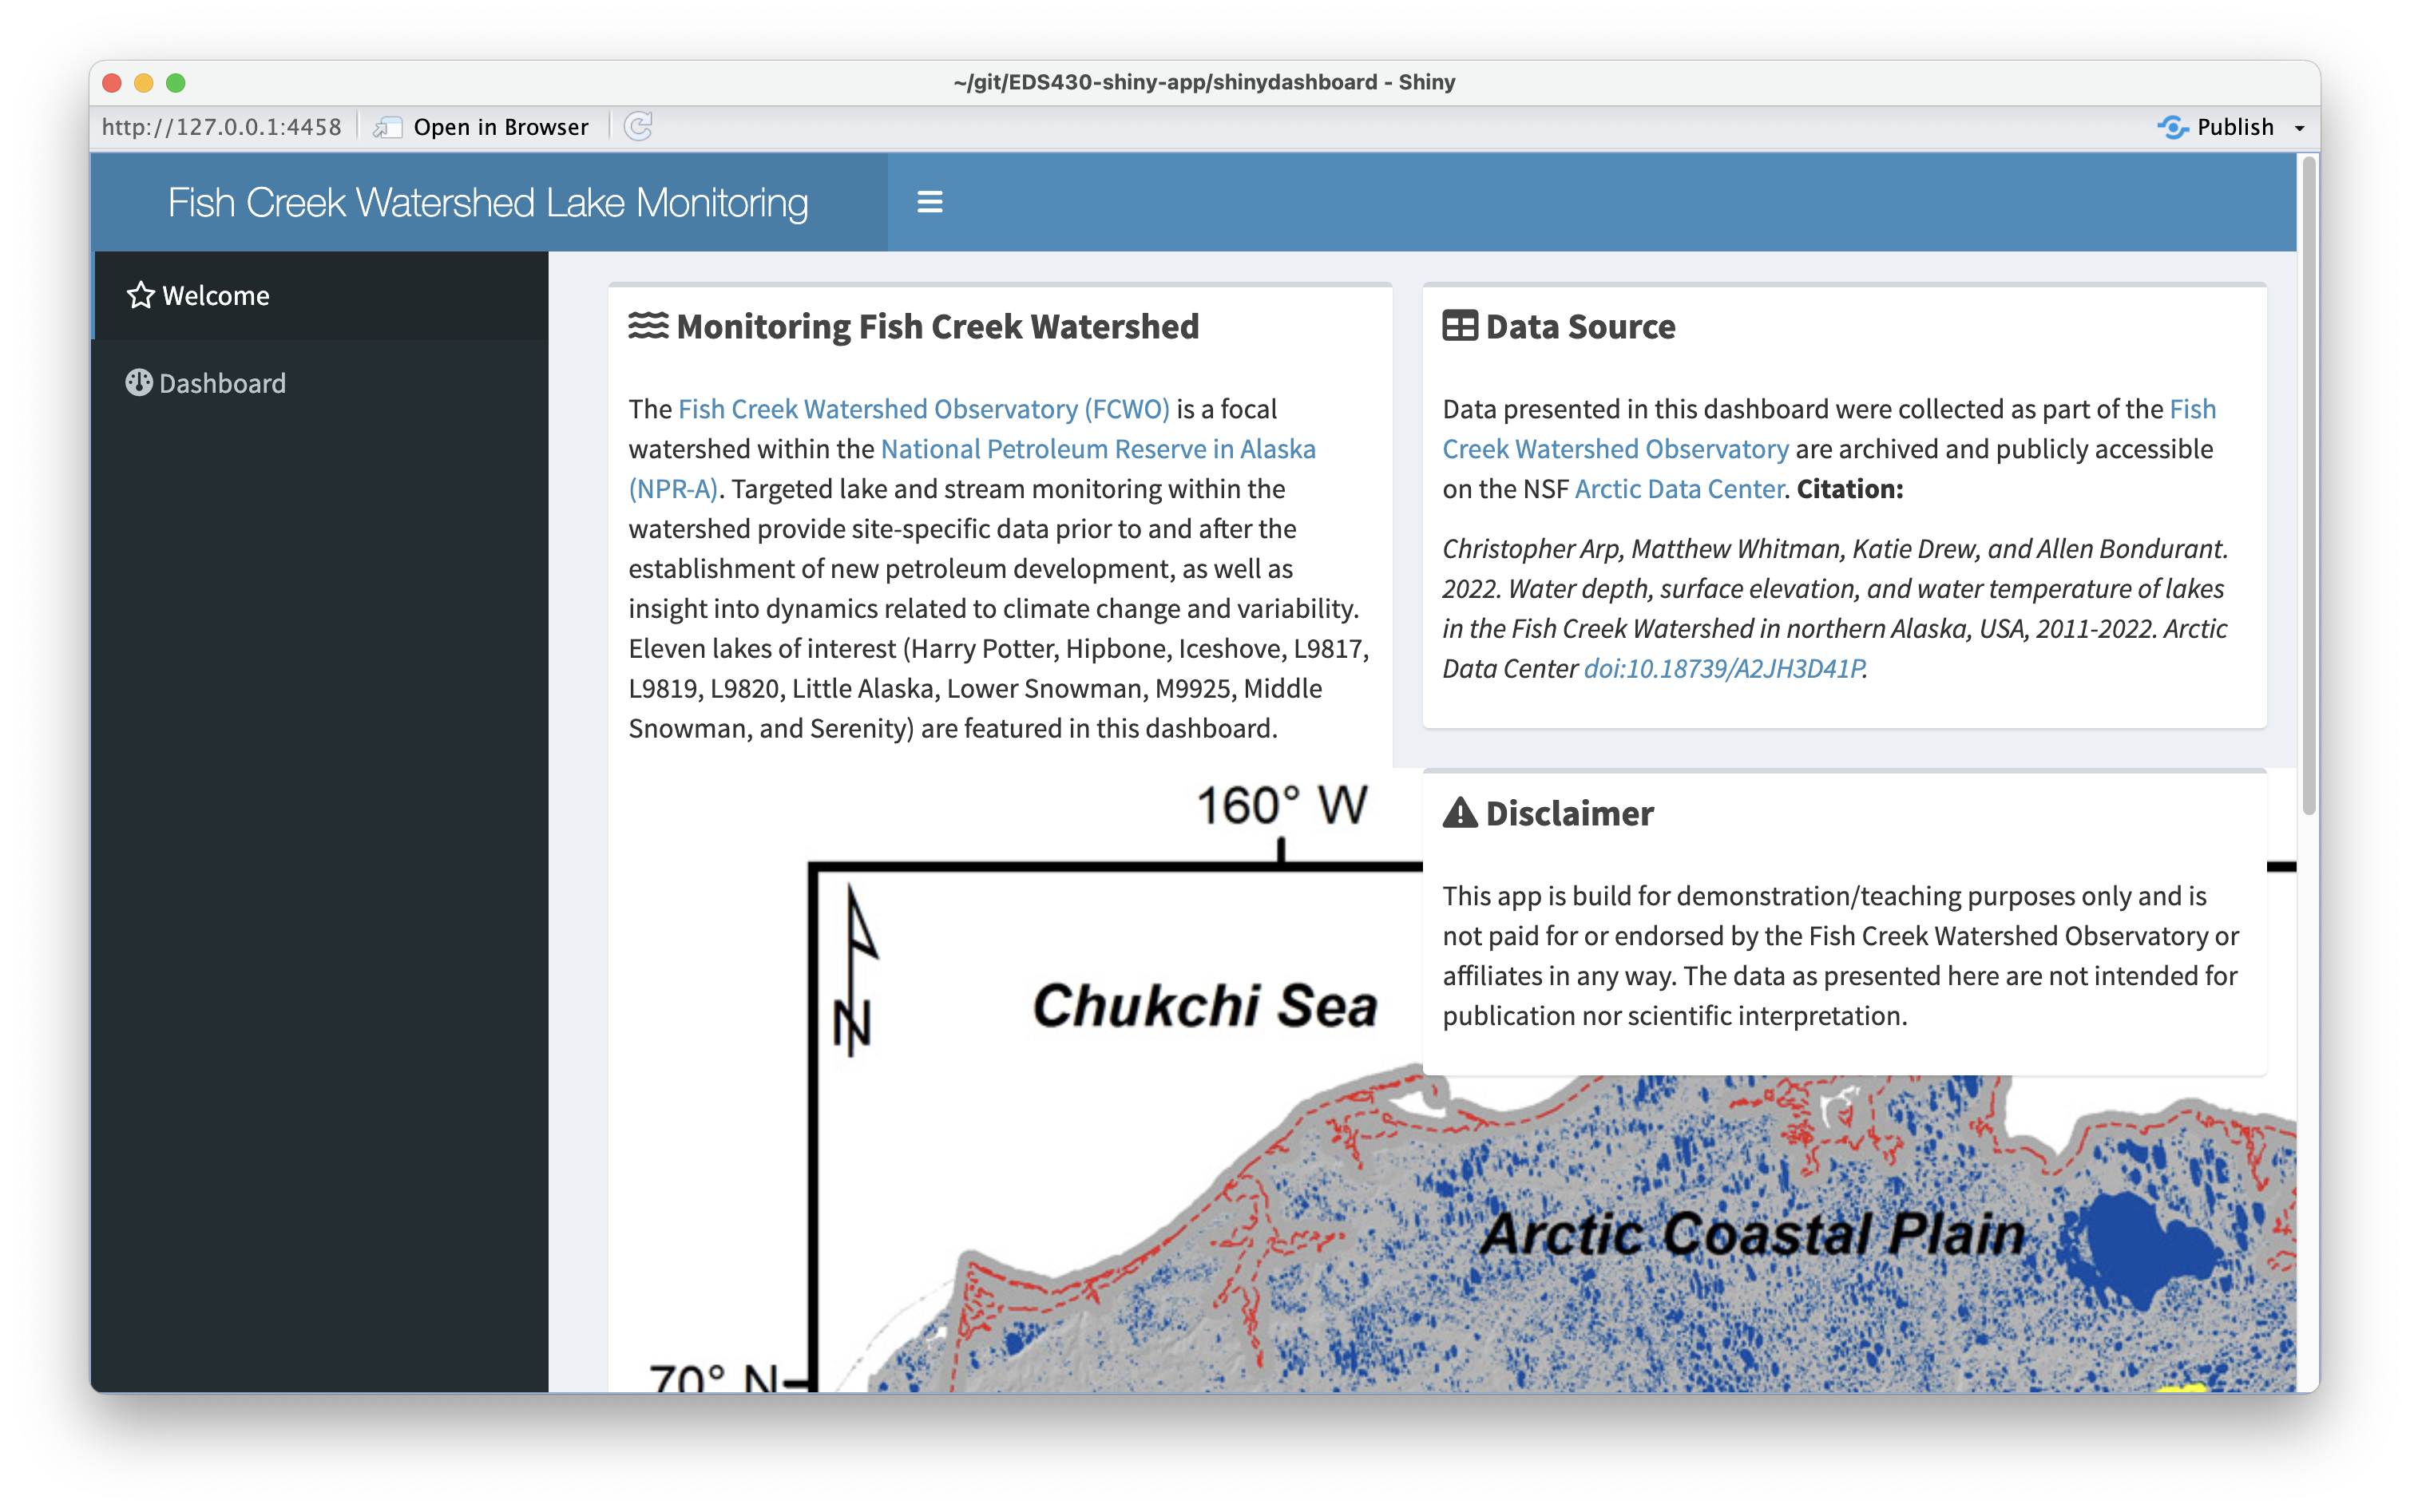 ~/git/EDS430-shiny-app/shinydashboard - Shiny
http://127.0.0.1:4458 Open in Browser Publish
Fish Creek Watershed Lake Monitoring
Welcome
Dashboard
Monitoring Fish Creek Watershed
The Fish Creek Watershed Observatory (FCWO) is a focal
watershed within the National Petroleum Reserve in Alaska
(NPR-A). Targeted lake and stream monitoring within the
watershed provide site-specific data prior to and after the
establishment of new petroleum development, as well as
insight into dynamics related to climate change and variability.
Eleven lakes of interest (Harry Potter, Hipbone, Iceshove, L9817,
L9819, L9820, Little Alaska, Lower Snowman, M9925, Middle
Snowman, and Serenity) are featured in this dashboard.
Data Source
Data presented in this dashboard were collected as part of the Fish
Creek Watershed Observatory are archived and publicly accessible
on the NSF Arctic Data Center. Citation:
Christopher Arp, Matthew Whitman, Katie Drew, and Allen Bondurant.
2022. Water depth, surface elevation, and water temperature of lakes
in the Fish Creek Watershed in northern Alaska, USA, 2011-2022. Arctic
Data Center doi:10.18739/A2JH3D41P.
Disclaimer
This app is build for demonstration/teaching purposes only and is
not paid for or endorsed by the Fish Creek Watershed Observatory or
affiliates in any way. The data as presented here are not intended for
publication nor scientific interpretation.
160° W
N
Chukchi Sea
Arctic Coastal Plain
70° N